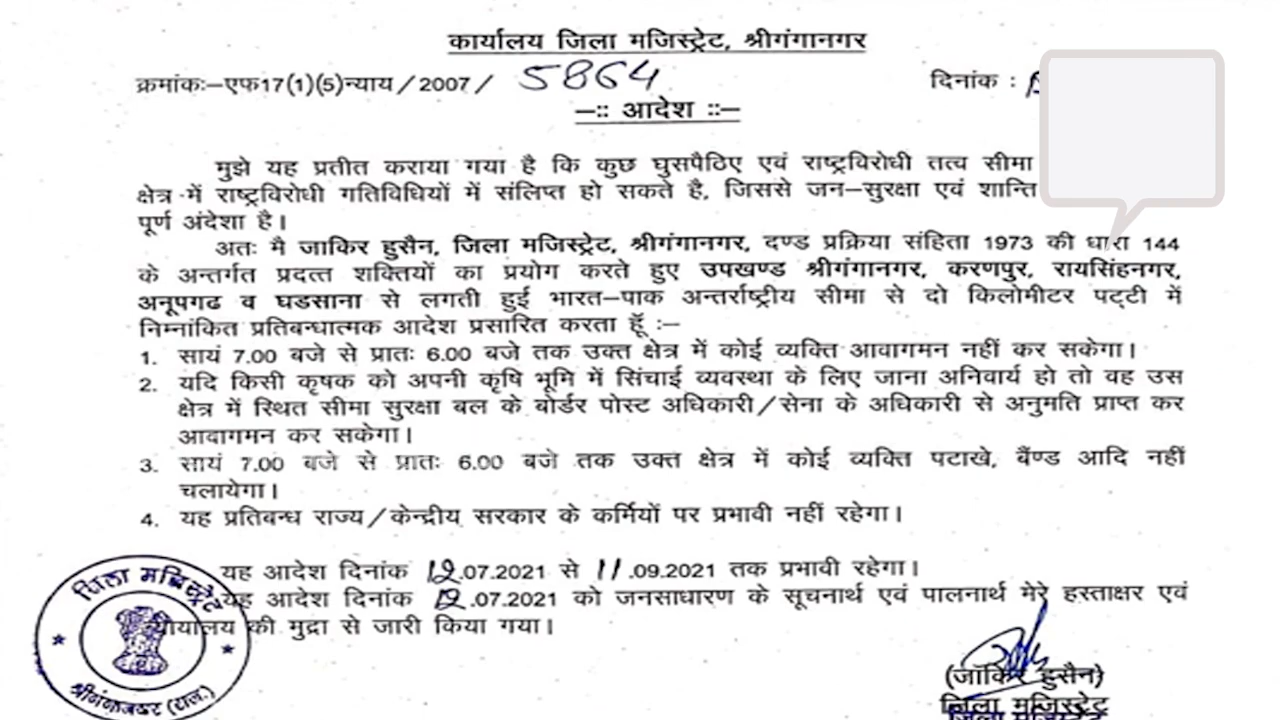 कार्यालय जिला मजिस्ट्रेट, श्रीगंगानगर
क्रमांकः–एफ17(1)(5)न्याय/2007/ 5864 दिनांक :
–:: आदेश ::–
मुझे यह प्रतीत कराया गया है कि कुछ घुसपैठिए एवं राष्ट्रविरोधी तत्व सीमा
क्षेत्र में राष्ट्रविरोधी गतिविधियों में संलिप्त हो सकते है, जिससे जन–सुरक्षा एवं शान्ति
पूर्ण अंदेशा है।
अतः मै जाकिर हुसैन, जिला मजिस्ट्रेट, श्रीगंगानगर, दण्ड प्रक्रिया संहिता 1973 की धारा 144
के अन्तर्गत प्रदत्त शक्तियों का प्रयोग करते हुए उपखण्ड श्रीगंगानगर, करणपुर, रायसिंहनगर,
अनूपगढ व घडसाना से लगती हुई भारत–पाक अन्तर्राष्ट्रीय सीमा से दो किलोमीटर पट्टी में
निम्नांकित प्रतिबन्धात्मक आदेश प्रसारित करता हूँ :–
1. सायं 7.00 बजे से प्रातः 6.00 बजे तक उक्त क्षेत्र में कोई व्यक्ति आवागमन नहीं कर सकेगा।
2. यदि किसी कृषक को अपनी कृषि भूमि में सिंचाई व्यवस्था के लिए जाना अनिवार्य हो तो वह उस
क्षेत्र में स्थित सीमा सुरक्षा बल के बोर्डर पोस्ट अधिकारी/सेना के अधिकारी से अनुमति प्राप्त कर
आवागमन कर सकेगा।
3. सायं 7.00 बजे से प्रातः 6.00 बजे तक उक्त क्षेत्र में कोई व्यक्ति पटाखे, बैण्ड आदि नहीं
चलायेगा।
4. यह प्रतिबन्ध राज्य/केन्द्रीय सरकार के कर्मियों पर प्रभावी नहीं रहेगा।
यह आदेश दिनांक 12.07.2021 से 11.09.2021 तक प्रभावी रहेगा।
यह आदेश दिनांक 12.07.2021 को जनसाधारण के सूचनार्थ एवं पालनार्थ मेरे हस्ताक्षर एवं
न्यायालय की मुद्रा से जारी किया गया।
जिला मजिस्ट्रेट
श्रीगंगानगर (राज.)
(जाकिर हुसैन)
जिला मजिस्ट्रेट